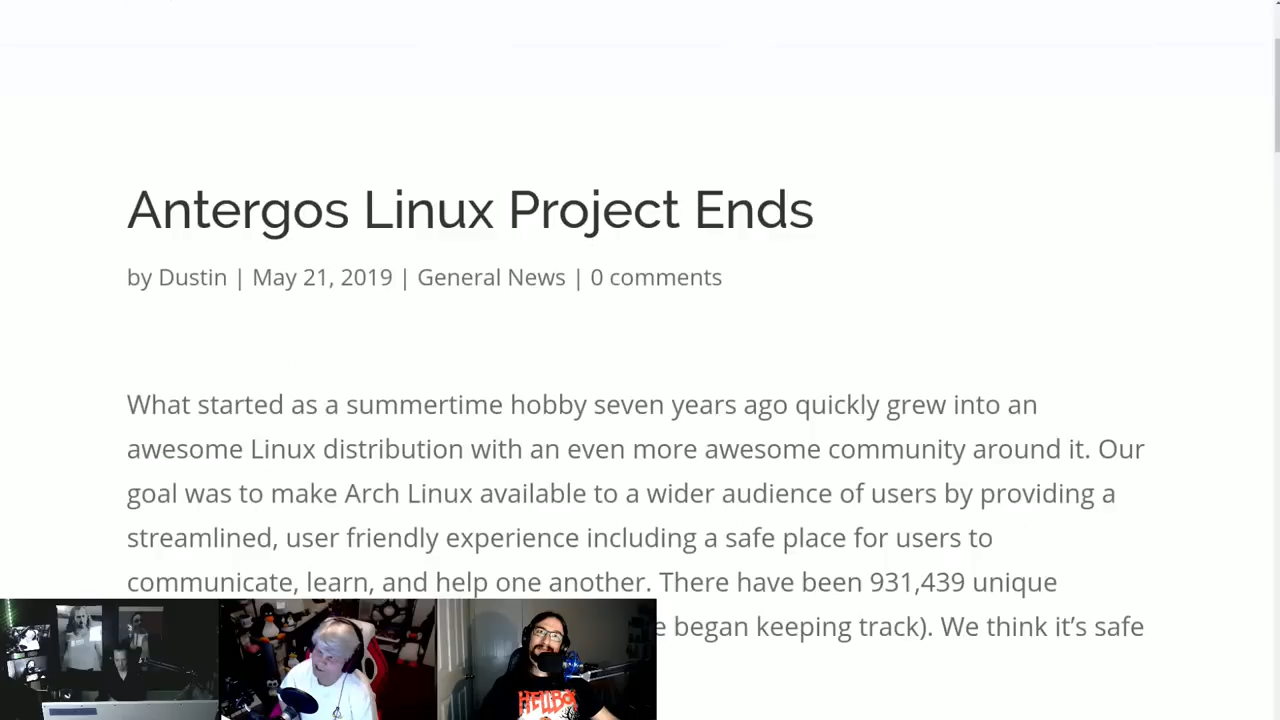 Antergos Linux Project Ends
by Dustin | May 21, 2019 | General News | 0 comments
What started as a summertime hobby seven years ago quickly grew into an
awesome Linux distribution with an even more awesome community around it. Our
goal was to make Arch Linux available to a wider audience of users by providing a
streamlined, user friendly experience including a safe place for users to
communicate, learn, and help one another. There have been 931,439 unique
e began keeping track). We think it’s safe
HELLBOY